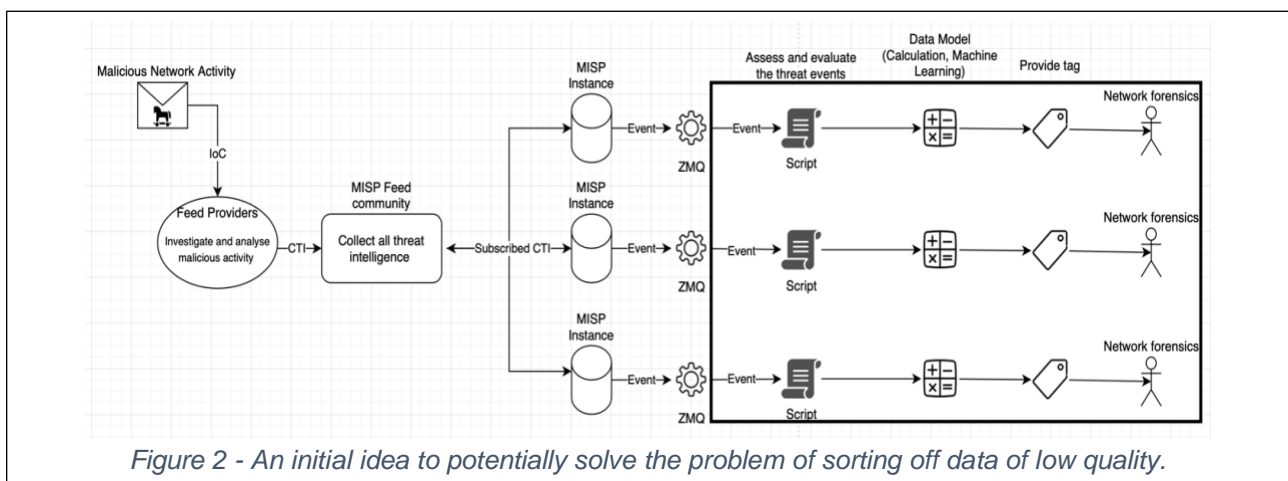 Malicious Network Activity
IoC
Feed Providers
Investigate and analyse
malicious activity
CTI
MISP Feed
community
Collect all threat
intelligence
Subscribed CTI
MISP
Instance
Event
ZMQ
Event
Assess and evaluate
the threat events
Script
Data Model
(Calculation, Machine
Learning)
Provide tag
Network forensics
MISP
Instance
Event
ZMQ
Event
Script
Network forensics
MISP
Instance
Event
ZMQ
Event
Script
Network forensics
Figure 2 - An initial idea to potentially solve the problem of sorting off data of low quality.